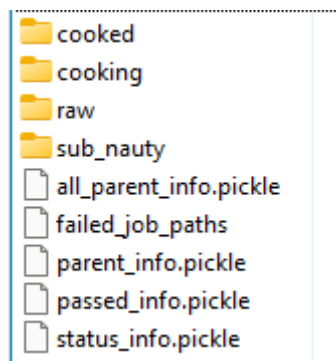 cooked
cooking
raw
sub_nauty
all_parent_info.pickle
failed_job_paths
parent_info.pickle
passed_info.pickle
status_info.pickle